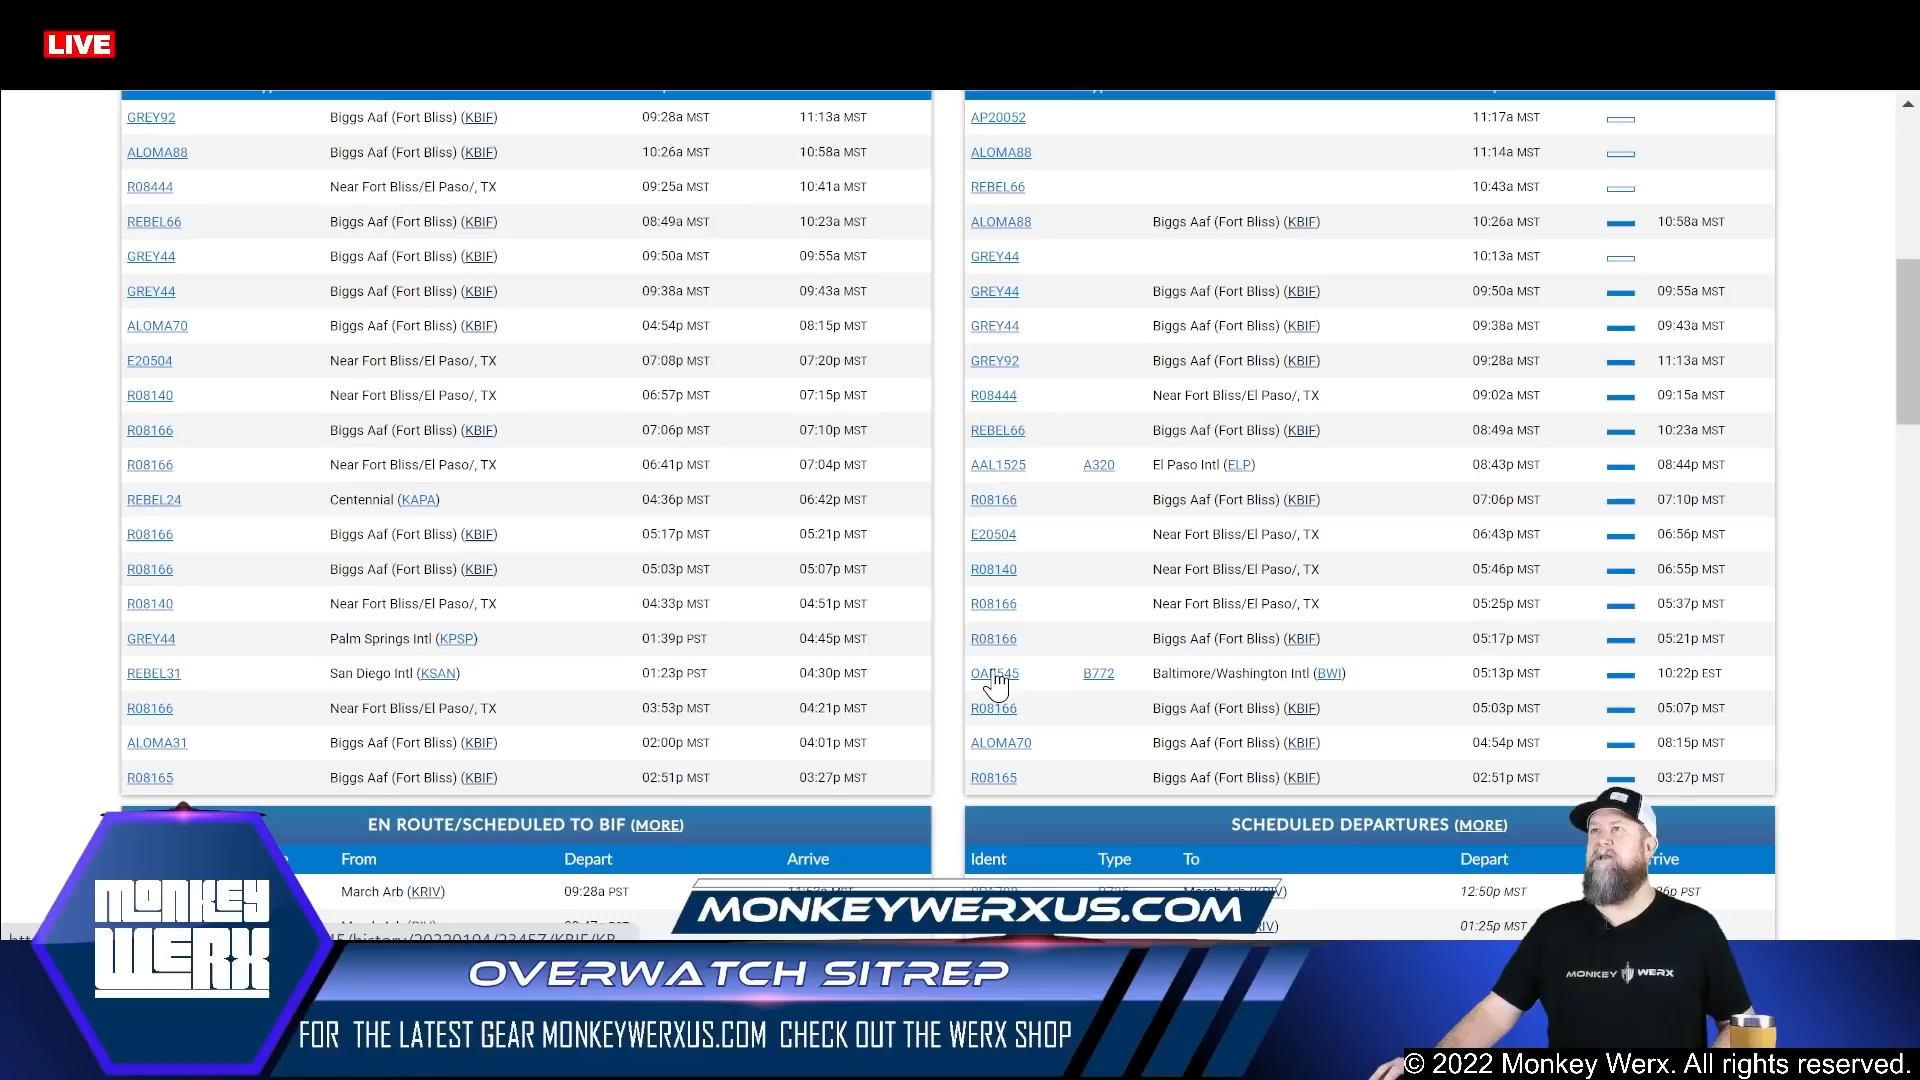 LIVE
GREY92 Biggs Aaf (Fort Bliss) (KBIF) 09:28a MST 11:13a MST
ALOMA88 Biggs Aaf (Fort Bliss) (KBIF) 10:26a MST 10:58a MST
R08444 Near Fort Bliss/El Paso/, TX 09:25a MST 10:41a MST
REBEL66 Biggs Aaf (Fort Bliss) (KBIF) 08:49a MST 10:23a MST
GREY44 Biggs Aaf (Fort Bliss) (KBIF) 09:50a MST 09:55a MST
GREY44 Biggs Aaf (Fort Bliss) (KBIF) 09:38a MST 09:43a MST
ALOMA70 Biggs Aaf (Fort Bliss) (KBIF) 04:54p MST 08:15p MST
E20504 Near Fort Bliss/El Paso/, TX 07:08p MST 07:20p MST
R08140 Near Fort Bliss/El Paso/, TX 06:57p MST 07:15p MST
R08166 Biggs Aaf (Fort Bliss) (KBIF) 07:06p MST 07:10p MST
R08166 Near Fort Bliss/El Paso/, TX 06:41p MST 07:04p MST
REBEL24 Centennial (KAPA) 04:36p MST 06:42p MST
R08166 Biggs Aaf (Fort Bliss) (KBIF) 05:17p MST 05:21p MST
R08166 Biggs Aaf (Fort Bliss) (KBIF) 05:03p MST 05:07p MST
R08140 Near Fort Bliss/El Paso/, TX 04:33p MST 04:51p MST
GREY44 Palm Springs Intl (KPSP) 01:39p PST 04:45p MST
REBEL31 San Diego Intl (KSAN) 01:23p PST 04:30p MST
R08166 Near Fort Bliss/El Paso/, TX 03:53p MST 04:21p MST
ALOMA31 Biggs Aaf (Fort Bliss) (KBIF) 02:00p MST 04:01p MST
R08165 Biggs Aaf (Fort Bliss) (KBIF) 02:51p MST 03:27p MST
AP20052 11:17a MST
ALOMA88 11:14a MST
REBEL66 10:43a MST
ALOMA88 Biggs Aaf (Fort Bliss) (KBIF) 10:26a MST 10:58a MST
GREY44 10:13a MST
GREY44 Biggs Aaf (Fort Bliss) (KBIF) 09:50a MST 09:55a MST
GREY44 Biggs Aaf (Fort Bliss) (KBIF) 09:38a MST 09:43a MST
GREY92 Biggs Aaf (Fort Bliss) (KBIF) 09:28a MST 11:13a MST
R08444 Near Fort Bliss/El Paso/, TX 09:02a MST 09:15a MST
REBEL66 Biggs Aaf (Fort Bliss) (KBIF) 08:49a MST 10:23a MST
AAL1525 A320 El Paso Intl (ELP) 08:43p MST 08:44p MST
R08166 Biggs Aaf (Fort Bliss) (KBIF) 07:06p MST 07:10p MST
E20504 Near Fort Bliss/El Paso/, TX 06:43p MST 06:56p MST
R08140 Near Fort Bliss/El Paso/, TX 05:46p MST 06:55p MST
R08166 Near Fort Bliss/El Paso/, TX 05:25p MST 05:37p MST
R08166 Biggs Aaf (Fort Bliss) (KBIF) 05:17p MST 05:21p MST
B772 Baltimore/Washington Intl (BWI) 05:13p MST 10:22p EST
R08166 Biggs Aaf (Fort Bliss) (KBIF) 05:03p MST 05:07p MST
ALOMA70 Biggs Aaf (Fort Bliss) (KBIF) 04:54p MST 08:15p MST
R08165 Biggs Aaf (Fort Bliss) (KBIF) 02:51p MST 03:27p MST
EN ROUTE/SCHEDULED TO BIF (MORE)
From Depart Arrive
March Arb (KRIV) 09:28a PST
SCHEDULED DEPARTURES (MORE)
Ident Type To Depart
12:50p MST
01:25p MST
MONKEY WERX
MONKEYWERXUS.COM
OVERWATCH SITREP
FOR THE LATEST GEAR MONKEYWERXUS.COM CHECK OUT THE WERX SHOP
MONKEY WERX
© 2022 Monkey Werx. All rights reserved.